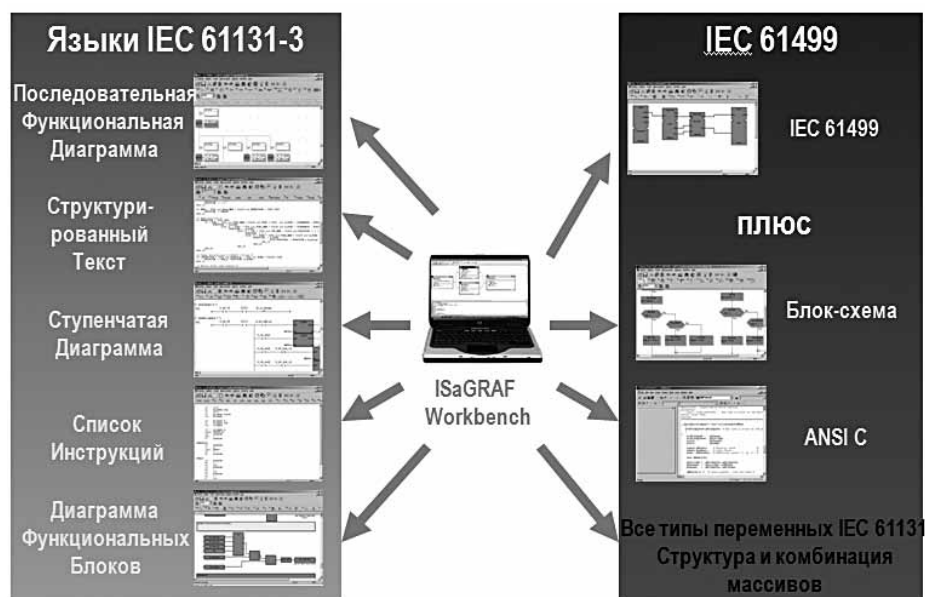 Языки IEC 61131-3
Последовательная
Функциональная
Диаграмма
Структури-
рованный
Текст
Ступенчатая
Диаграмма
Список
Инструкций
Диаграмма
Функциональных
Блоков
ISaGRAF
Workbench
IEC 61499
IEC 61499
плюс
Блок-схема
ANSI C
Все типы переменных IEC 61131
Структура и комбинация
массивов